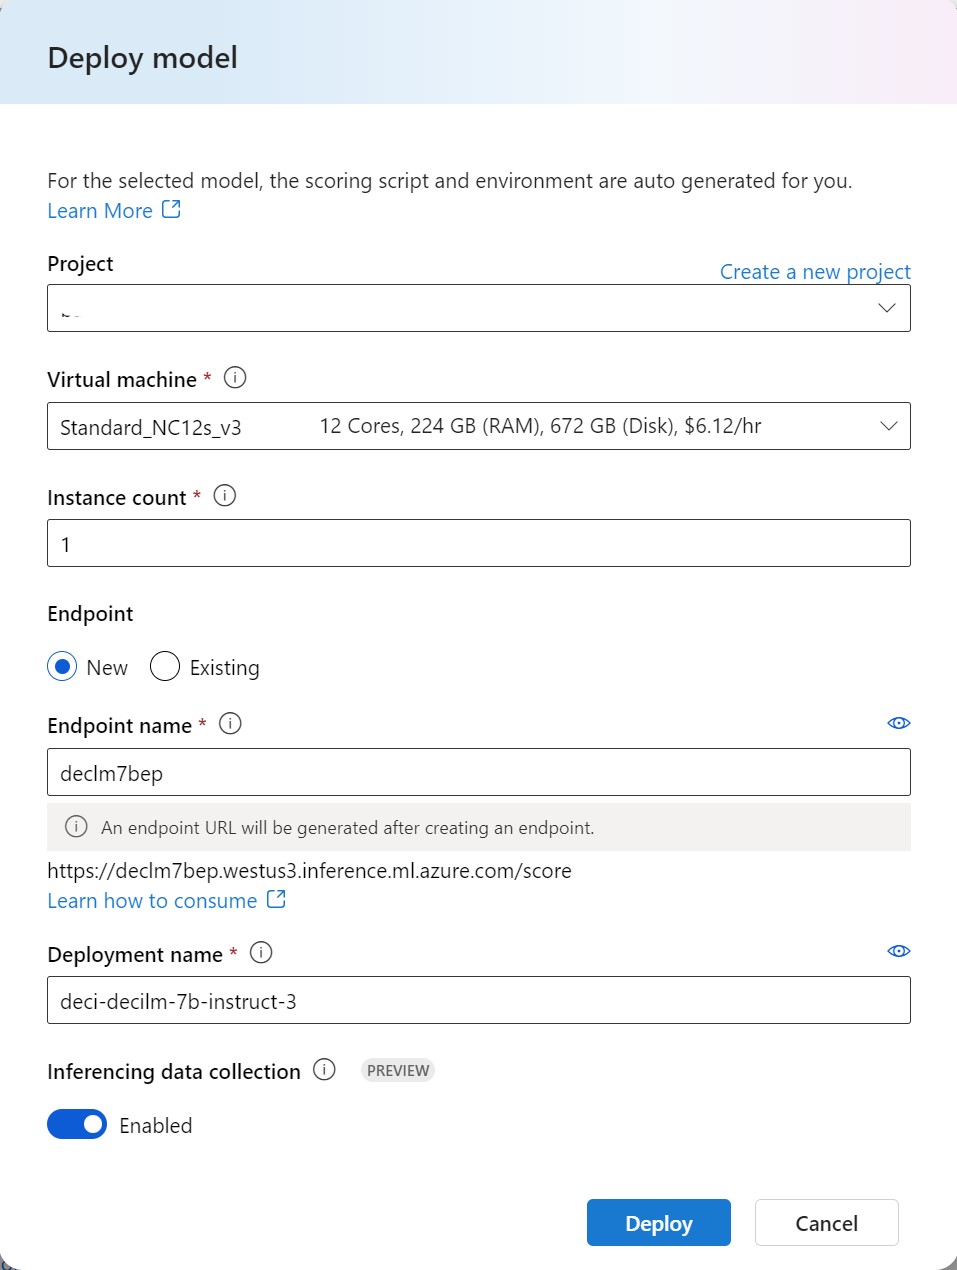 Deploy model
For the selected model, the scoring script and environment are auto generated for you.
Learn More
Project
Create a new project
Virtual machine *
Standard_NC12s_v3 12 Cores, 224 GB (RAM), 672 GB (Disk), $6.12/hr
Instance count *
1
Endpoint
New Existing
Endpoint name *
declm7bep
An endpoint URL will be generated after creating an endpoint.
https://declm7bep.westus3.inference.ml.azure.com/score
Learn how to consume
Deployment name *
deci-decilm-7b-instruct-3
Inferencing data collection PREVIEW
Enabled
Deploy Cancel